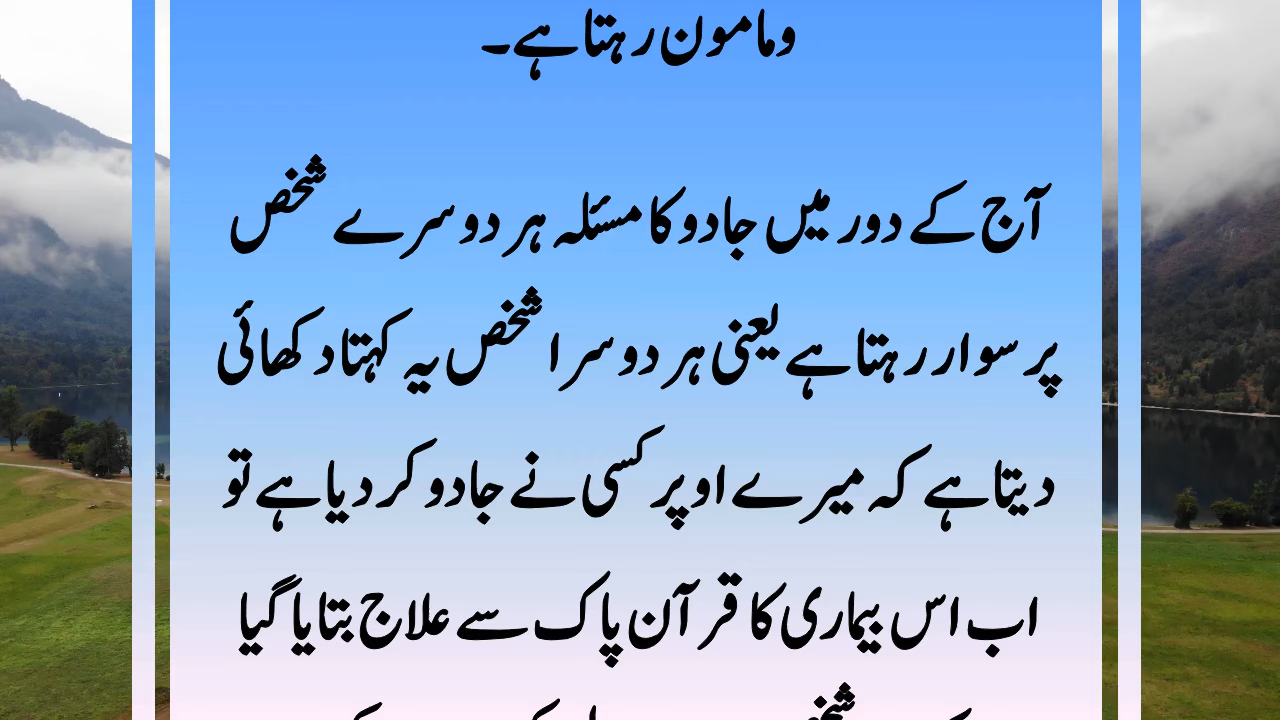 ومامون رہتا ہے۔
آج کے دور میں جادو کا مسئلہ ہر دوسرے شخص
پر سوار رہتا ہے یعنی ہر دوسرا شخص یہ کہتا دکھائی
دیتا ہے کہ میرے اوپر کسی نے جادو کر دیا ہے تو
اب اس بیماری کا قرآن پاک سے علاج بتایا گیا